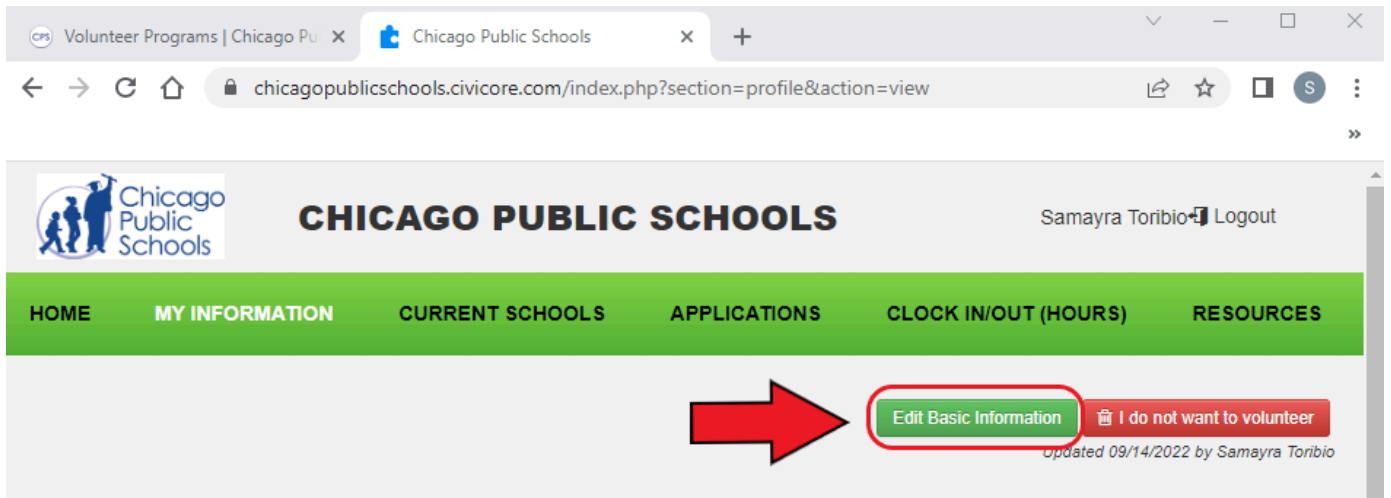 CPS Volunteer Programs | Chicago Pu Chicago Public Schools
chicagopublicschools.civicore.com/index.php?section=profile&action=view S
Chicago
Public
Schools
CHICAGO PUBLIC SCHOOLS
Samayra Toribio Logout
HOME MY INFORMATION CURRENT SCHOOLS APPLICATIONS CLOCK IN/OUT (HOURS) RESOURCES
Edit Basic Information I do not want to volunteer
Updated 09/14/2022 by Samayra Toribio